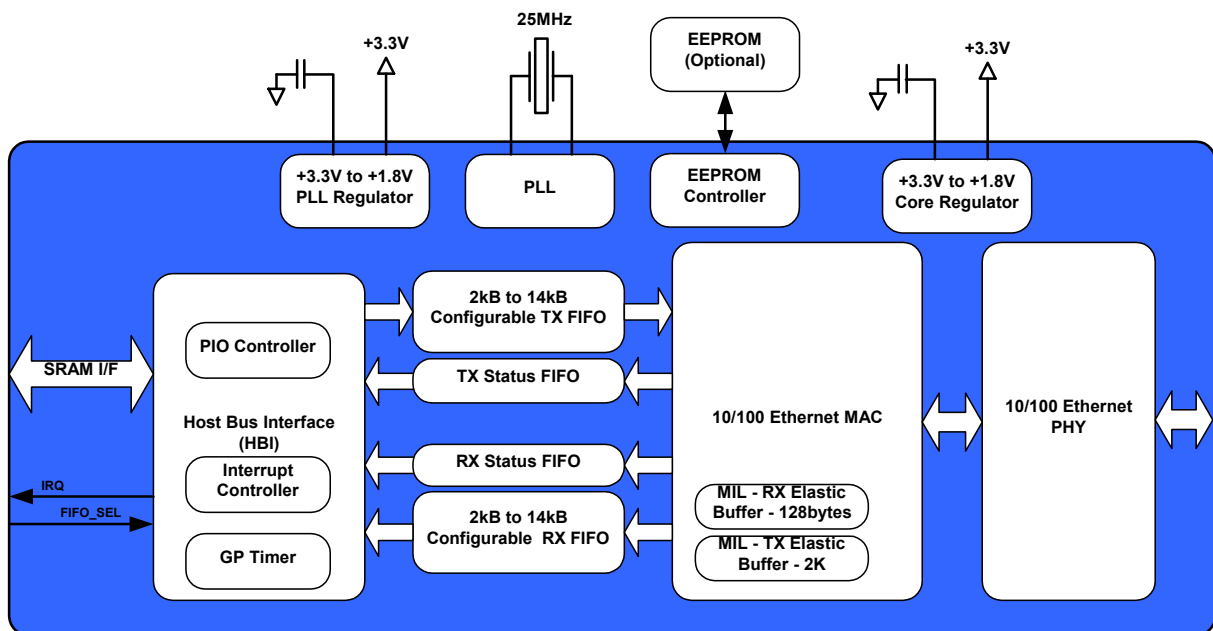 25MHz
+3.3V
EEPROM
(Optional)
+3.3V
+3.3V to +1.8V
PLL Regulator
PLL
EEPROM
Controller
+3.3V to +1.8V
Core Regulator
SRAM I/F
IRQ
FIFO_SEL
PIO Controller
Host Bus Interface
(HBI)
Interrupt
Controller
GP Timer
2kB to 14kB
Configurable TX FIFO
TX Status FIFO
RX Status FIFO
2kB to 14kB
Configurable RX FIFO
10/100 Ethernet MAC
MIL - RX Elastic
Buffer - 128bytes
MIL - TX Elastic
Buffer - 2K
10/100 Ethernet
PHY